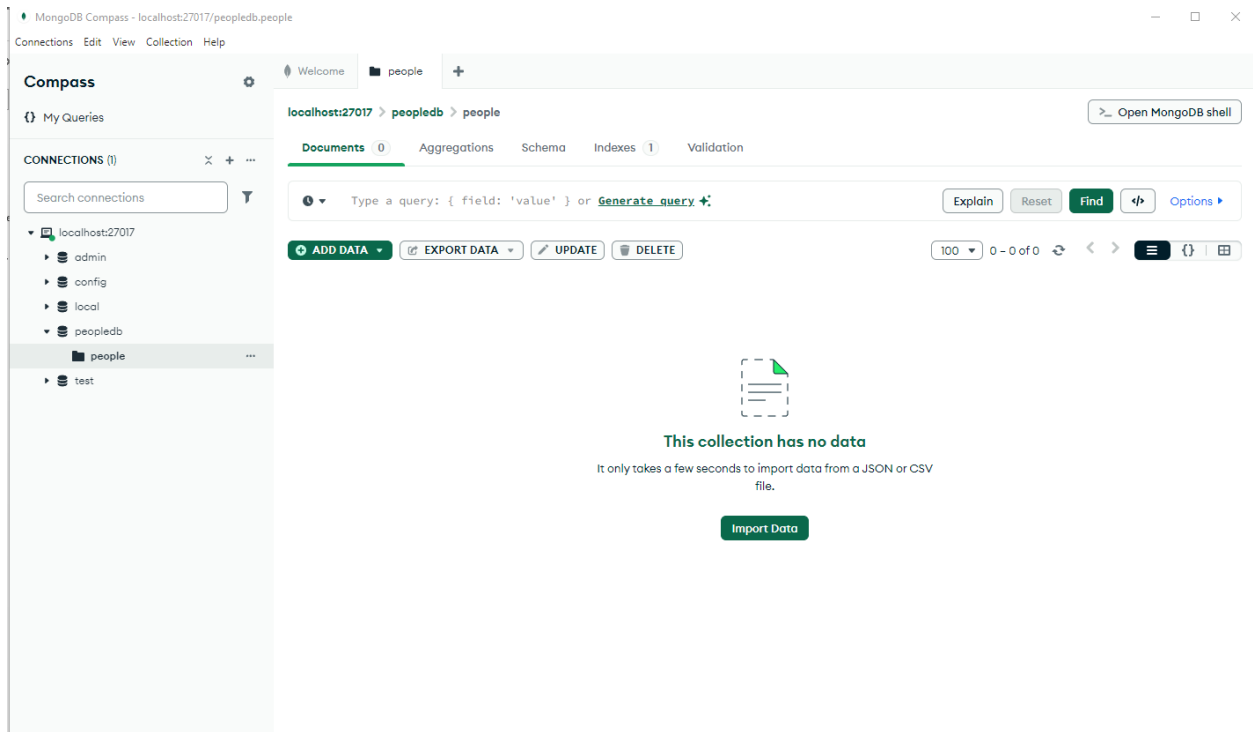 MongoDB Compass - localhost:27017/peopledb.people
Connections Edit View Collection Help
Compass
{} My Queries
CONNECTIONS (1)
Search connections
localhost:27017
admin
config
local
peopledb
people
test
Welcome
people
localhost:27017 > peopledb > people
>_ Open MongoDB shell
Documents 0 Aggregations Schema Indexes 1 Validation
Type a query: { field: 'value' } or Generate query
Explain Reset Find </> Options
ADD DATA EXPORT DATA UPDATE DELETE
100 0 – 0 of 0 {}
This collection has no data
It only takes a few seconds to import data from a JSON or CSV
file.
Import Data